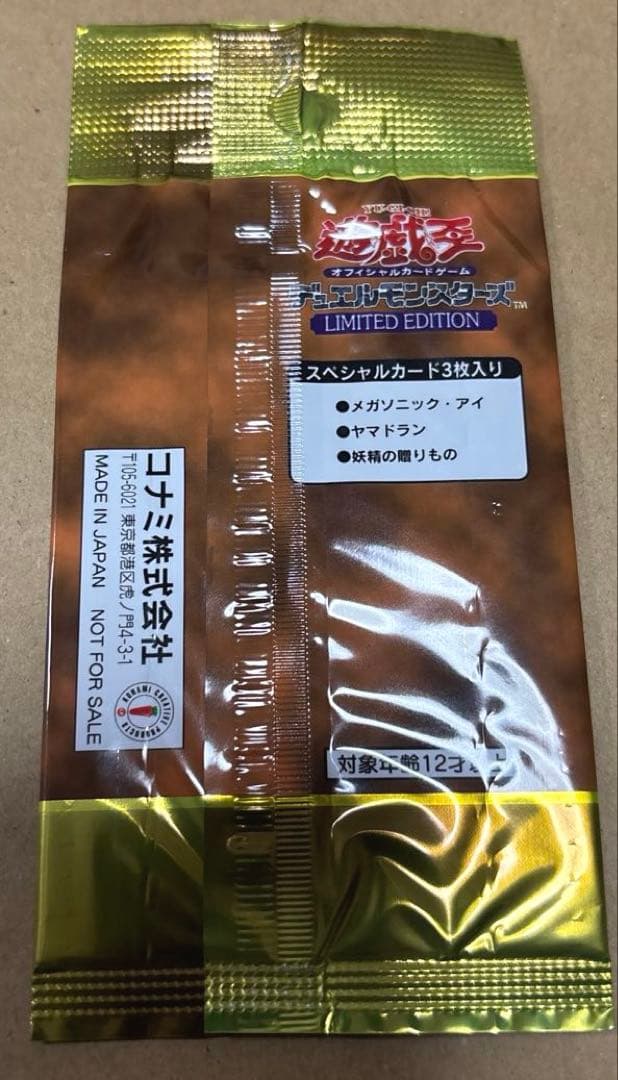 YU-GI-OH
遊戯王
オフィシャルカードゲーム
デュエルモンスターズ™
LIMITED EDITION
スペシャルカード3枚入り
●メガソニック・アイ
●ヤマドラン
●妖精の贈りもの
コナミ株式会社
〒105-6021 東京都港区虎ノ門4-3-1
MADE IN JAPAN NOT FOR SALE
KONAMI CREATIVE PRODUCTS
対象年齢12才以上